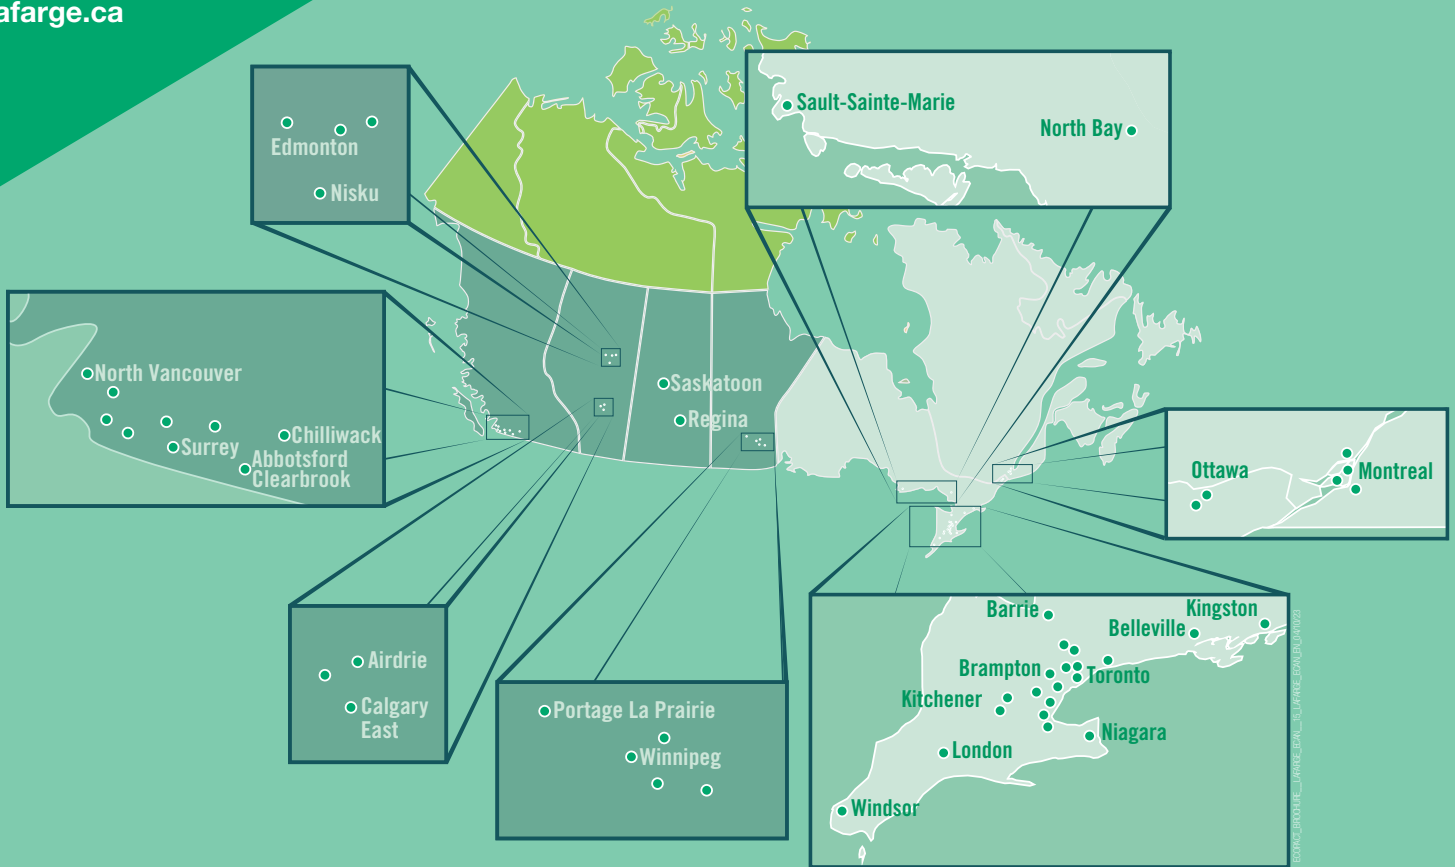 afarge.ca
Sault-Sainte-Marie
North Bay
Edmonton
Nisku
North Vancouver
Surrey
Chilliwack
Abbotsford
Clearbrook
Saskatoon
Regina
Ottawa
Montreal
Airdrie
Calgary
East
Portage La Prairie
Winnipeg
Barrie
Kingston
Belleville
Brampton
Toronto
Kitchener
Niagara
London
Windsor